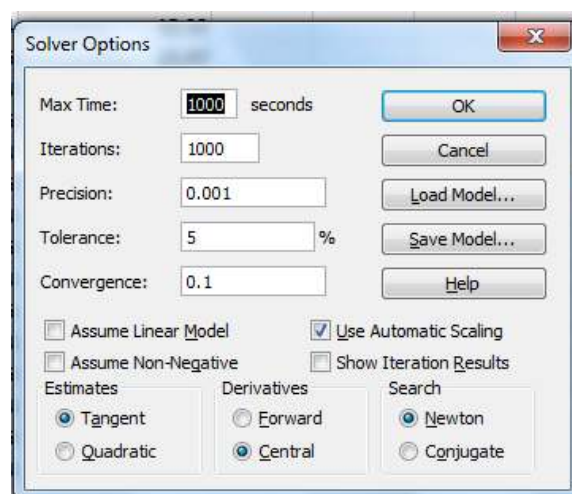 Solver Options
Max Time: 1000 seconds OK
Iterations: 1000 Cancel
Precision: 0.001 Load Model...
Tolerance: 5 % Save Model...
Convergence: 0.1 Help
Assume Linear Model Use Automatic Scaling
Assume Non-Negative Show Iteration Results
Estimates Derivatives Search
Tangent Forward Newton
Quadratic Central Conjugate